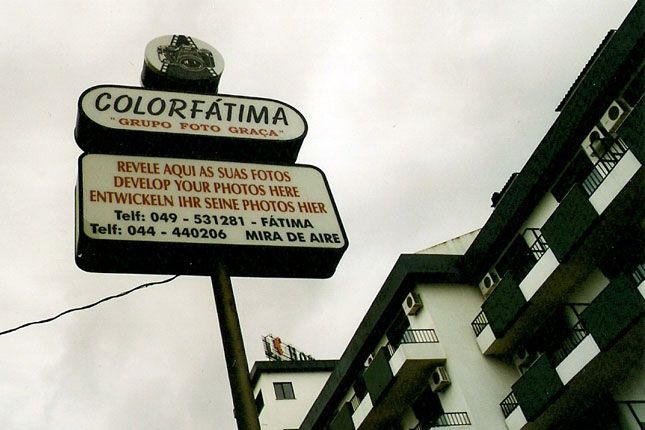 COLORFÁTIMA
"GRUPO FOTO GRAÇA"
REVELE AQUI AS SUAS FOTOS
DEVELOP YOUR PHOTOS HERE
ENTWICKELN IHR SEINE PHOTOS HIER
Telf: 049 - 531281 - FÁTIMA
Telf: 044 - 440206 MIRA DE AIRE